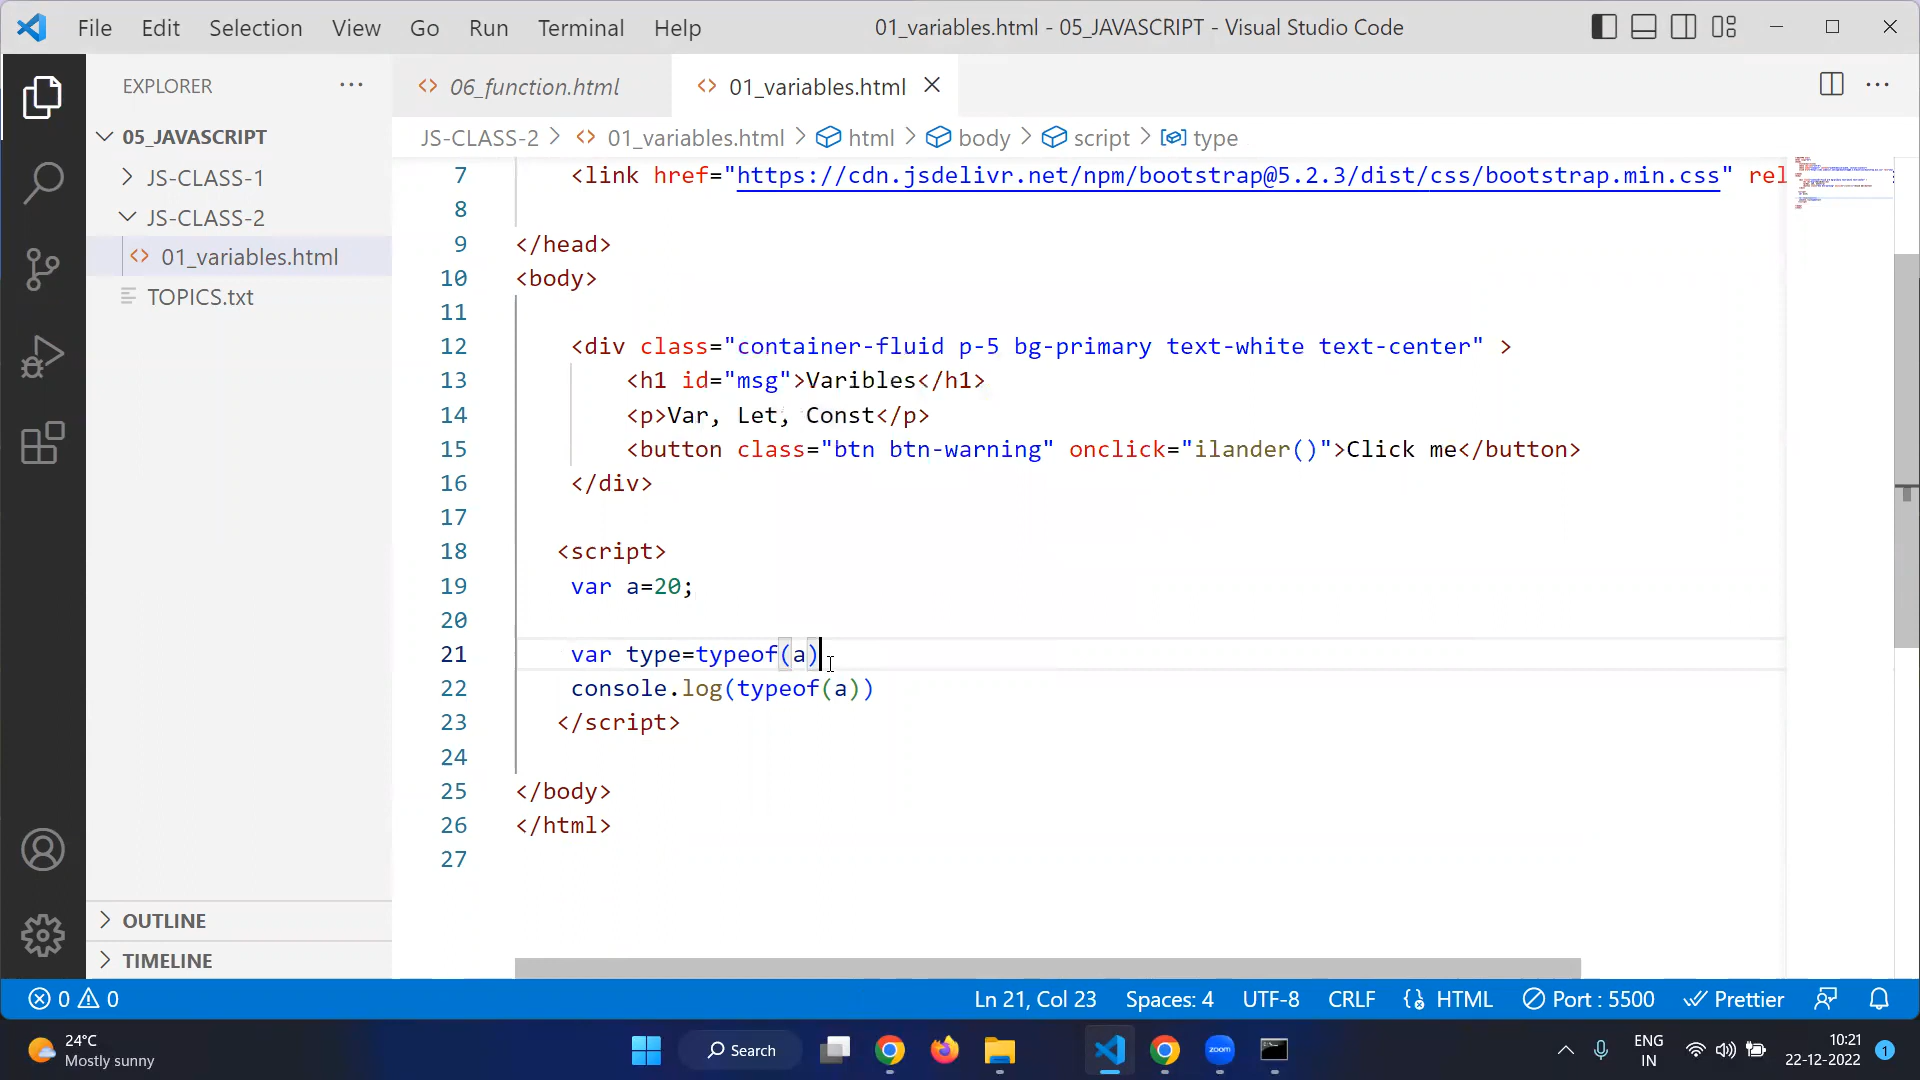 File Edit Selection View Go Run Terminal Help
01_variables.html - 05_JAVASCRIPT - Visual Studio Code
EXPLORER
06_function.html
01_variables.html
05_JAVASCRIPT
JS-CLASS-1
JS-CLASS-2
01_variables.html
TOPICS.txt
JS-CLASS-2 > 01_variables.html > html > body > script > type
7 <link href="https://cdn.jsdelivr.net/npm/bootstrap@5.2.3/dist/css/bootstrap.min.css" rel
8
9 </head>
10 <body>
11
12 <div class="container-fluid p-5 bg-primary text-white text-center" >
13 <h1 id="msg">Varibles</h1>
14 <p>Var, Let, Const</p>
15 <button class="btn btn-warning" onclick="ilander()">Click me</button>
16 </div>
17
18 <script>
19 var a=20;
20
21 var type=typeof(a)
22 console.log(typeof(a))
23 </script>
24
25 </body>
26 </html>
27
OUTLINE
TIMELINE
0 0
Ln 21, Col 23 Spaces: 4 UTF-8 CRLF HTML Port : 5500 Prettier
24°C
Mostly sunny
Search
zoom
ENG
IN
10:21
22-12-2022
1